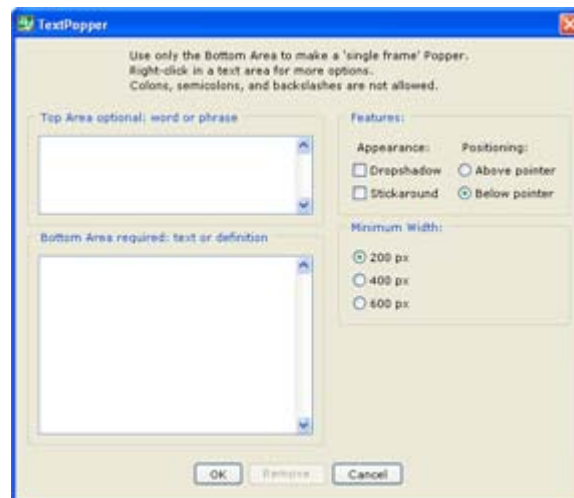 TextPopper
Use only the Bottom Area to make a 'single frame' Popper.
Right-click in a text area for more options.
Colons, semicolons, and backslashes are not allowed.
Top Area optional: word or phrase
Features:
Appearance: Positioning:
Dropshadow Above pointer
Stickaround Below pointer
Bottom Area required: text or definition
Minimum Width:
200 px
400 px
600 px
OK Remove Cancel